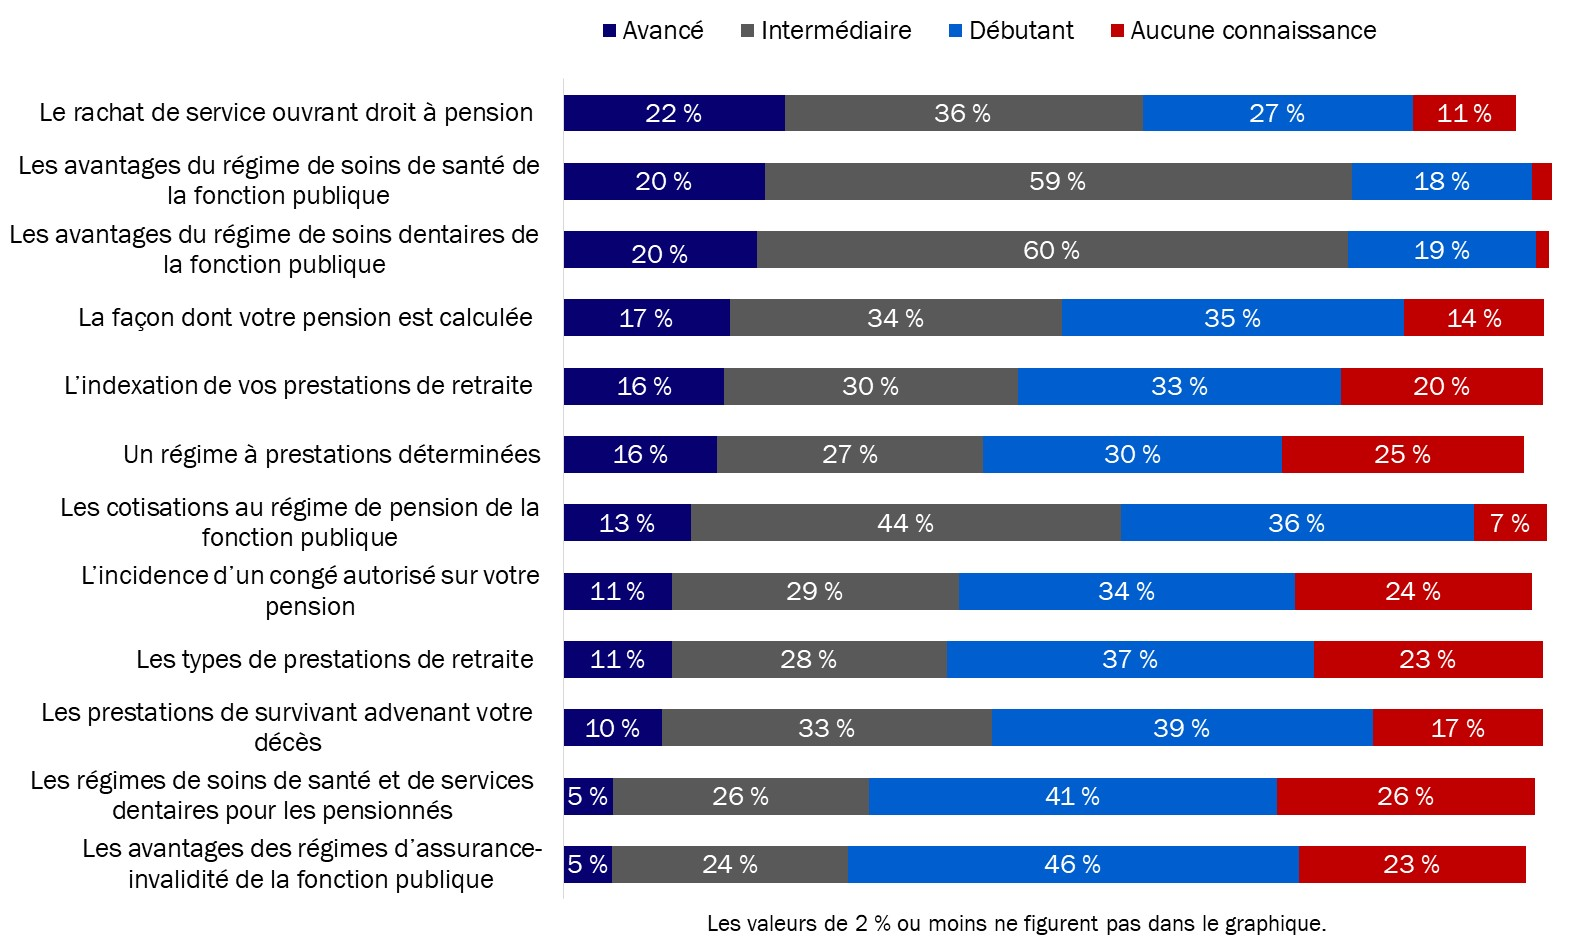 Avancé Intermédiaire Débutant Aucune connaissance
Le rachat de service ouvrant droit à pension 22 % 36 % 27 % 11 %
Les avantages du régime de soins de santé de
la fonction publique
20 % 59 % 18 %
Les avantages du régime de soins dentaires de
la fonction publique
20 % 60 % 19 %
La façon dont votre pension est calculée 17 % 34 % 35 % 14 %
L’indexation de vos prestations de retraite 16 % 30 % 33 % 20 %
Un régime à prestations déterminées 16 % 27 % 30 % 25 %
Les cotisations au régime de pension de la
fonction publique
13 % 44 % 36 % 7 %
L’incidence d’un congé autorisé sur votre
pension
11 % 29 % 34 % 24 %
Les types de prestations de retraite 11 % 28 % 37 % 23 %
Les prestations de survivant advenant votre
décès
10 % 33 % 39 % 17 %
Les régimes de soins de santé et de services
dentaires pour les pensionnés
5 % 26 % 41 % 26 %
Les avantages des régimes d’assurance-
invalidité de la fonction publique
5 % 24 % 46 % 23 %
Les valeurs de 2 % ou moins ne figurent pas dans le graphique.